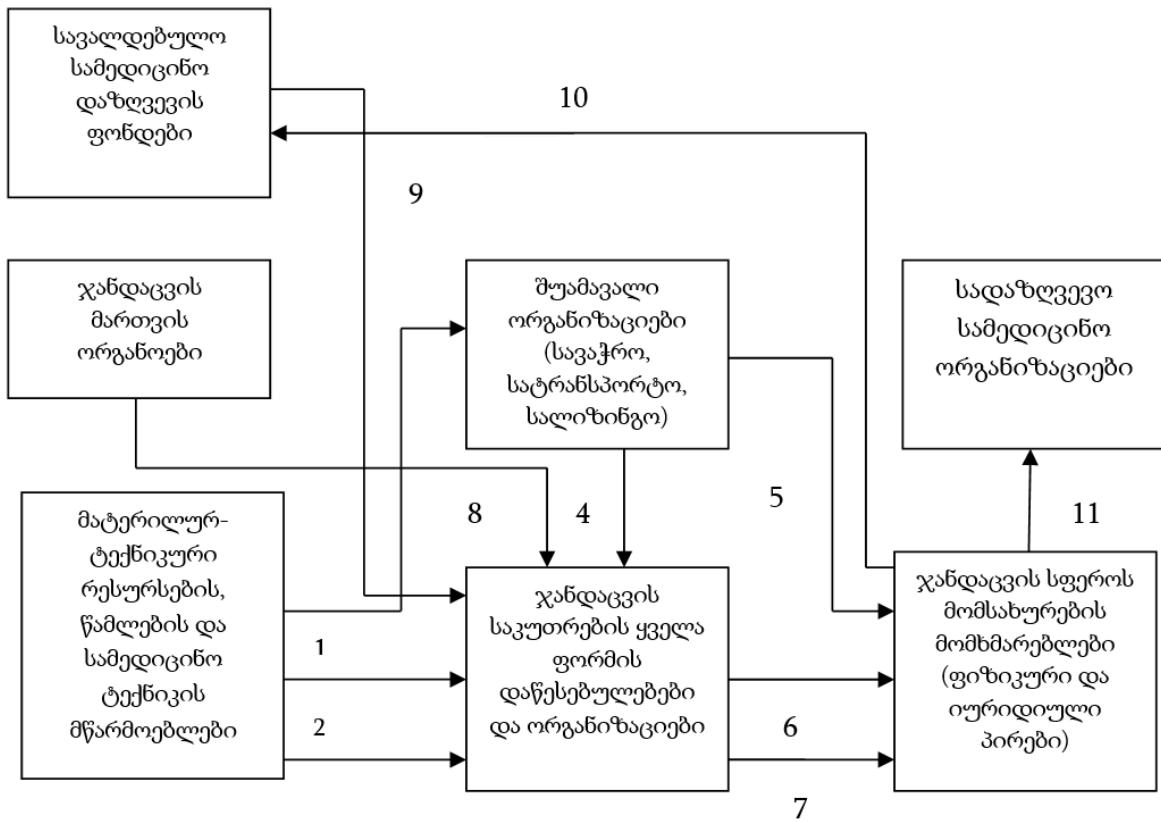 სავალდებულო
სამედიცინო
დაზღვევის
ფონდები
10
9
ჯანდაცვის
მართვის
ორგანოები
შუამავალი
ორგანიზაციები
(სავაჭრო,
სატრანსპორტო,
სალიზინგო)
სადაზღვევო
სამედიცინო
ორგანიზაციები
8
4
5
11
მატერილურ-
ტექნიკური
რესურსების,
წამლების და
სამედიცინო
ტექნიკის
მწარმოებლები
1
2
ჯანდაცვის
საკუთრების ყველა
ფორმის
დაწესებულებები
და ორგანიზაციები
6
7
ჯანდაცვის სფეროს
მომსახურების
მომხმარებლები
(ფიზიკური და
იურიდიული
პირები)